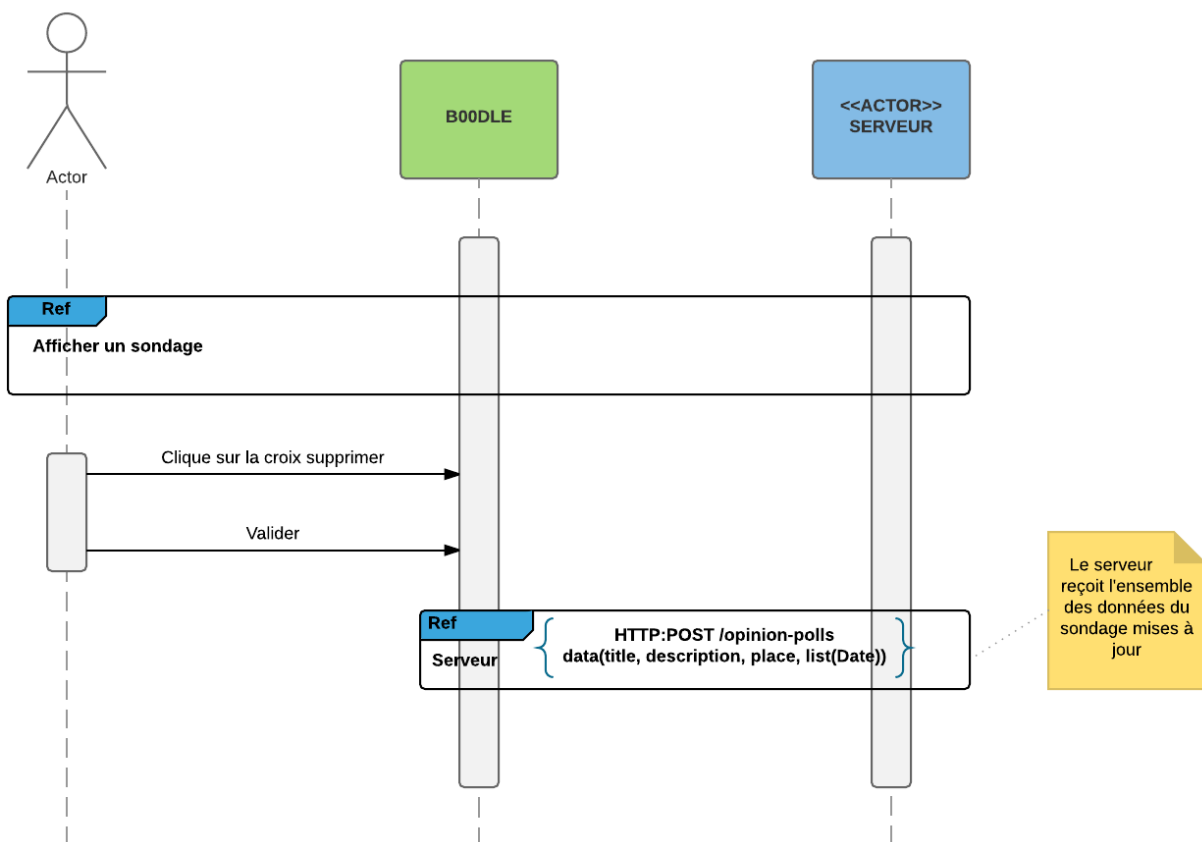 Actor
B00DLE
<<ACTOR>>
SERVEUR
Ref
Afficher un sondage
Clique sur la croix supprimer
Valider
Ref
Serveur
HTTP:POST /opinion-polls
data(title, description, place, list(Date))
Le serveur
reçoit l'ensemble
des données du
sondage mises à
jour